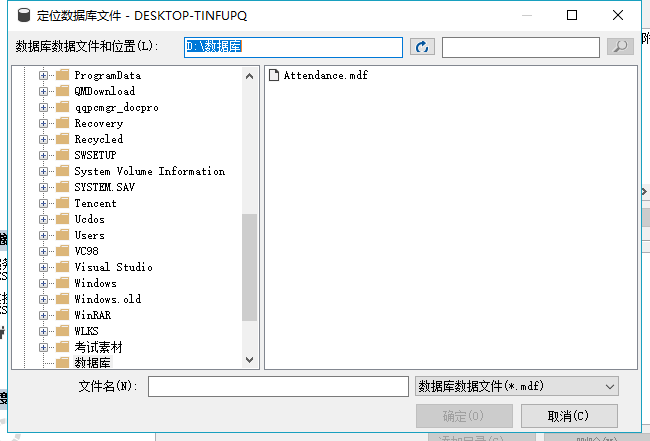 定位数据库文件 - DESKTOP-TINFUPQ
数据库数据文件和位置(L):
D:\数据库
附
ProgramData
Attendance.mdf
QMDownload
qqpcmgr_docpro
Recovery
Recycled
SWSETUP
System Volume Information
SYSTEM.SAV
Tencent
Ucdos
Users
VC98
Visual Studio
Windows
Windows.old
WinRAR
WLKS
考试素材
数据库
文件名(N):
数据库数据文件(*.mdf)
确定(O)
取消(C)